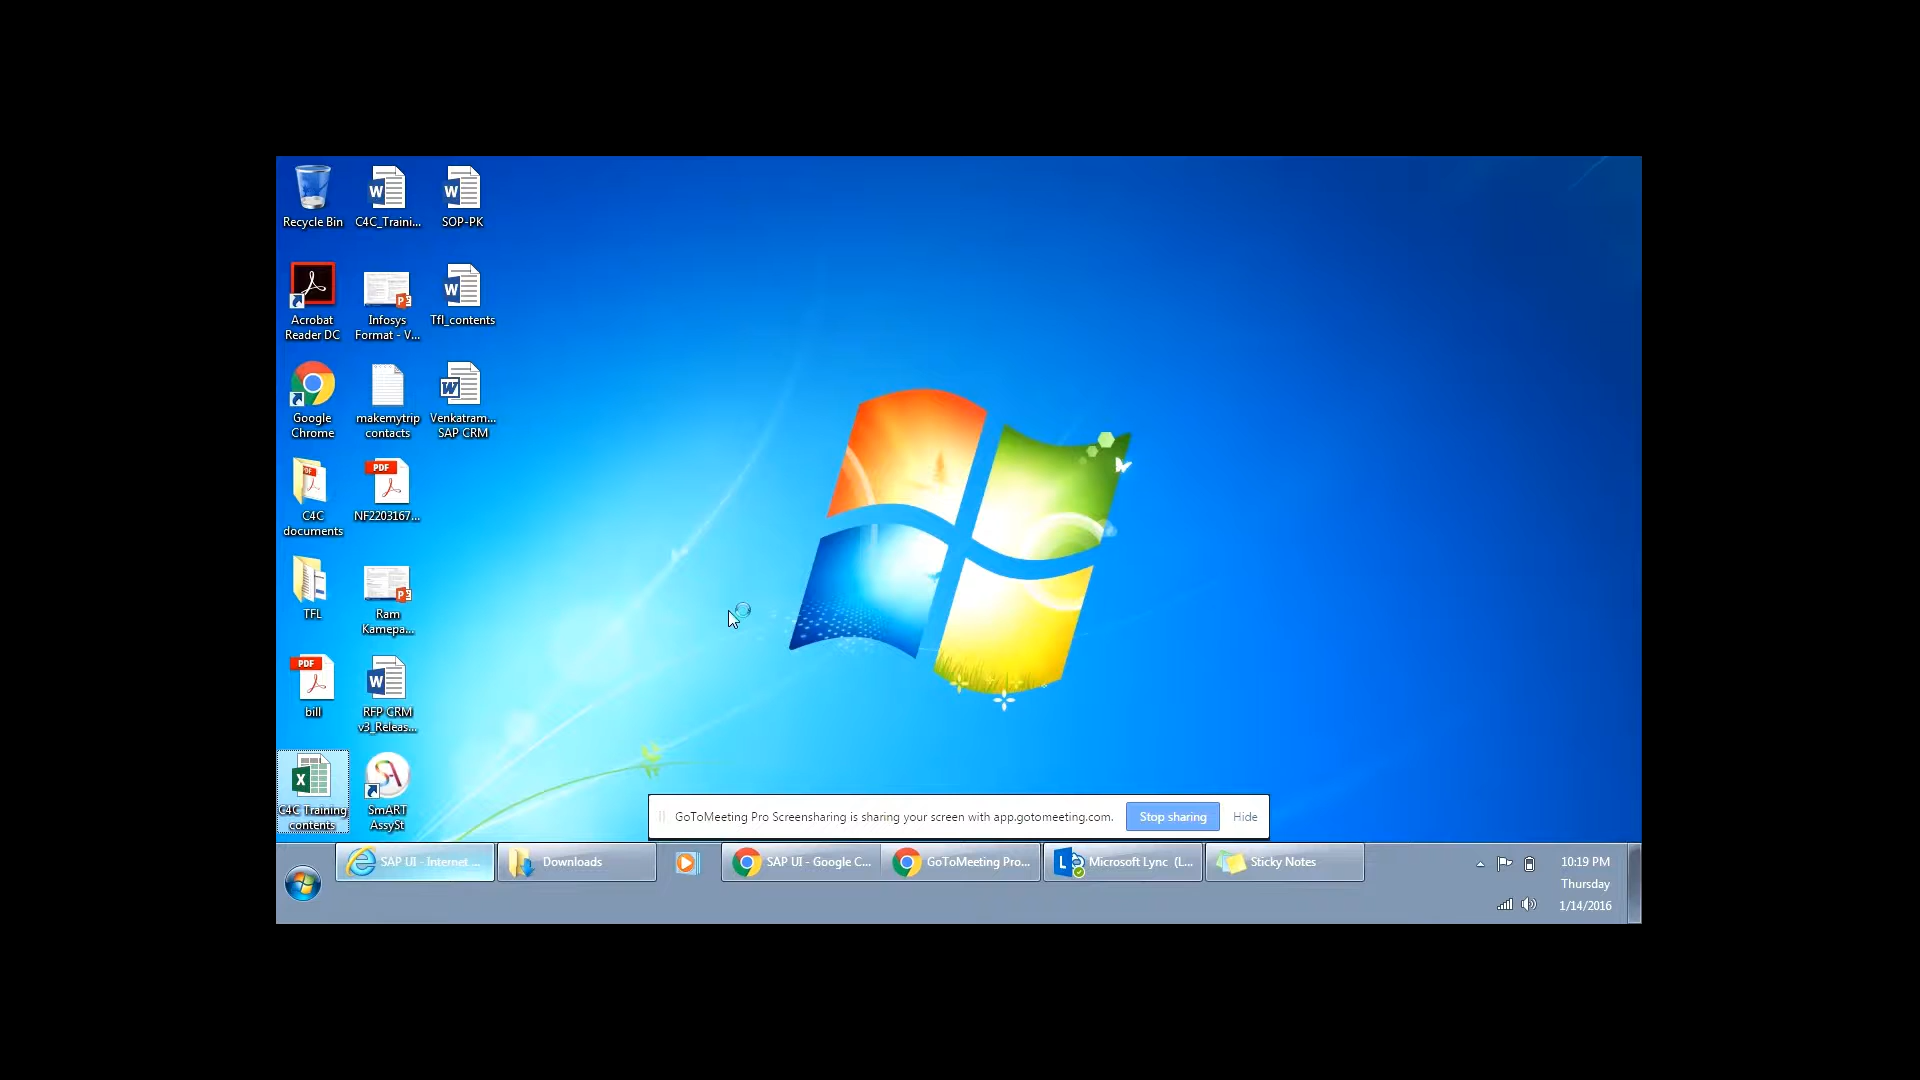 Recycle Bin
C4C_Traini...
SOP-PK
Acrobat
Reader DC
Infosys
Format - V...
Tfl_contents
Google
Chrome
makemytrip
contacts
Venkatram...
SAP CRM
C4C
documents
PDF
NF2203167...
TFL
Ram
Kamepa...
PDF
bill
RFP CRM
v3_Releas...
C4C Training
contents
SmART
AssySt
GoToMeeting Pro Screensharing is sharing your screen with app.gotomeeting.com.
Stop sharing
Hide
SAP UI - Internet ...
Downloads
SAP UI - Google C...
GoToMeeting Pro...
Microsoft Lync (L...
Sticky Notes
10:19 PM
Thursday
1/14/2016